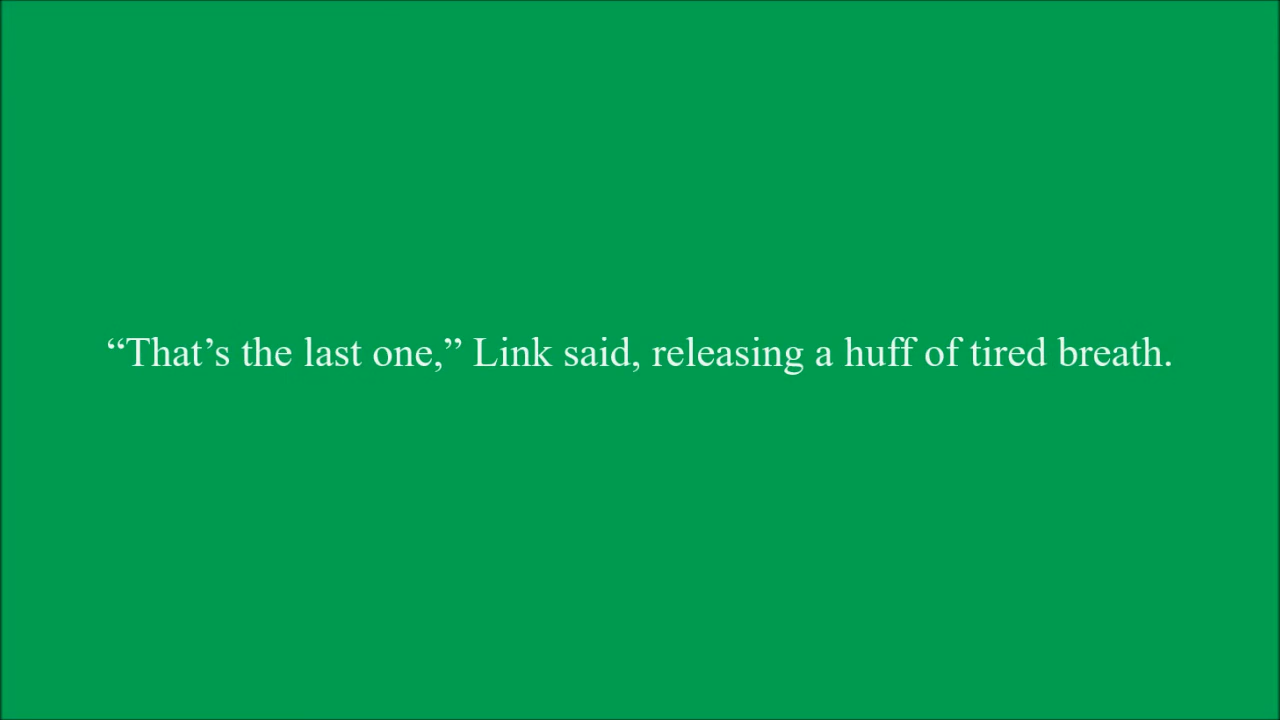 “That’s the last one,” Link said, releasing a huff of tired breath.